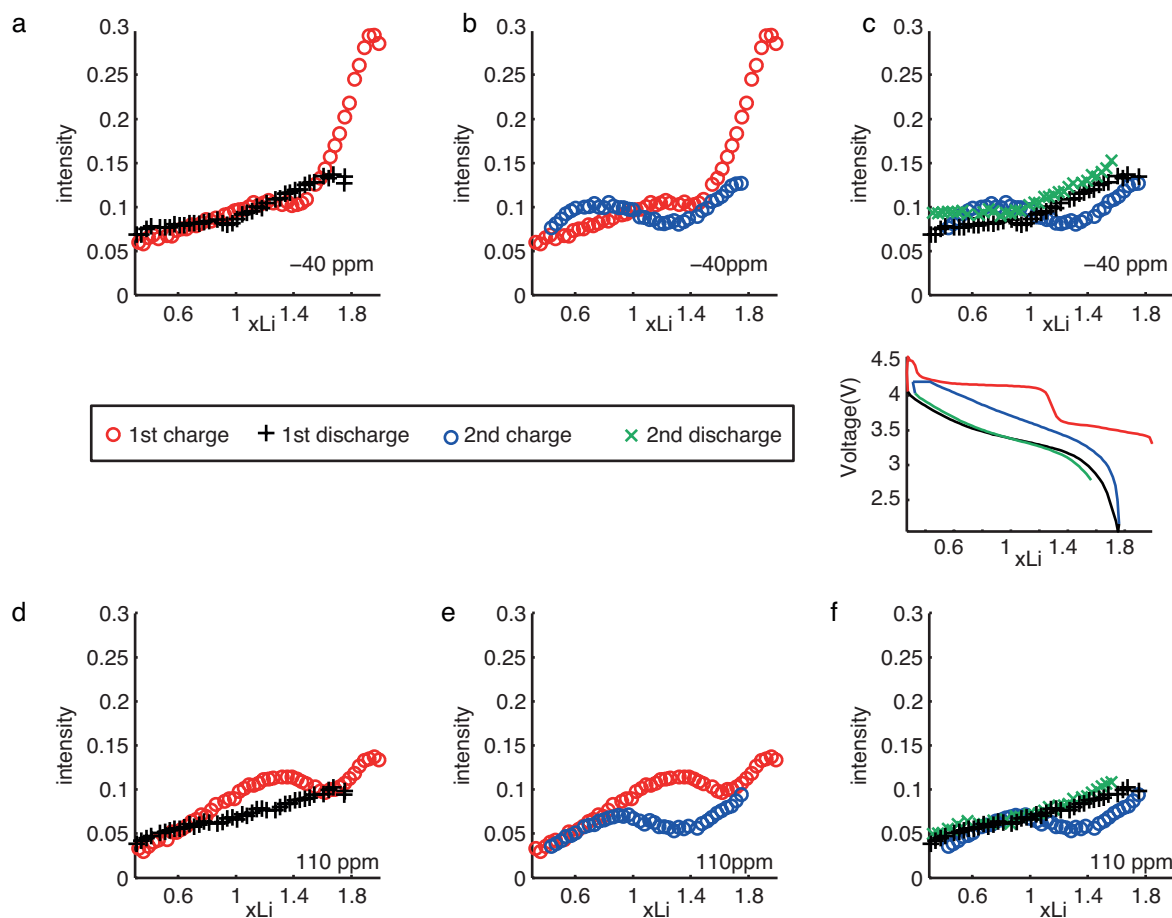 a
0.3
0.25
0.2
0.15
0.1
0.05
0
intensity
0.6
1
1.4
1.8
xLi
−40 ppm
b
0.3
0.25
0.2
0.15
0.1
0.05
0
intensity
0.6
1
1.4
1.8
xLi
−40ppm
c
0.3
0.25
0.2
0.15
0.1
0.05
0
intensity
0.6
1
1.4
1.8
xLi
−40 ppm
1st charge
1st discharge
2nd charge
2nd discharge
4.5
4
3.5
3
2.5
Voltage(V)
0.6
1
1.4
1.8
xLi
d
0.3
0.25
0.2
0.15
0.1
0.05
0
intensity
0.6
1
1.4
1.8
xLi
110 ppm
e
0.3
0.25
0.2
0.15
0.1
0.05
0
intensity
0.6
1
1.4
1.8
xLi
110ppm
f
0.3
0.25
0.2
0.15
0.1
0.05
0
intensity
0.6
1
1.4
1.8
xLi
110 ppm